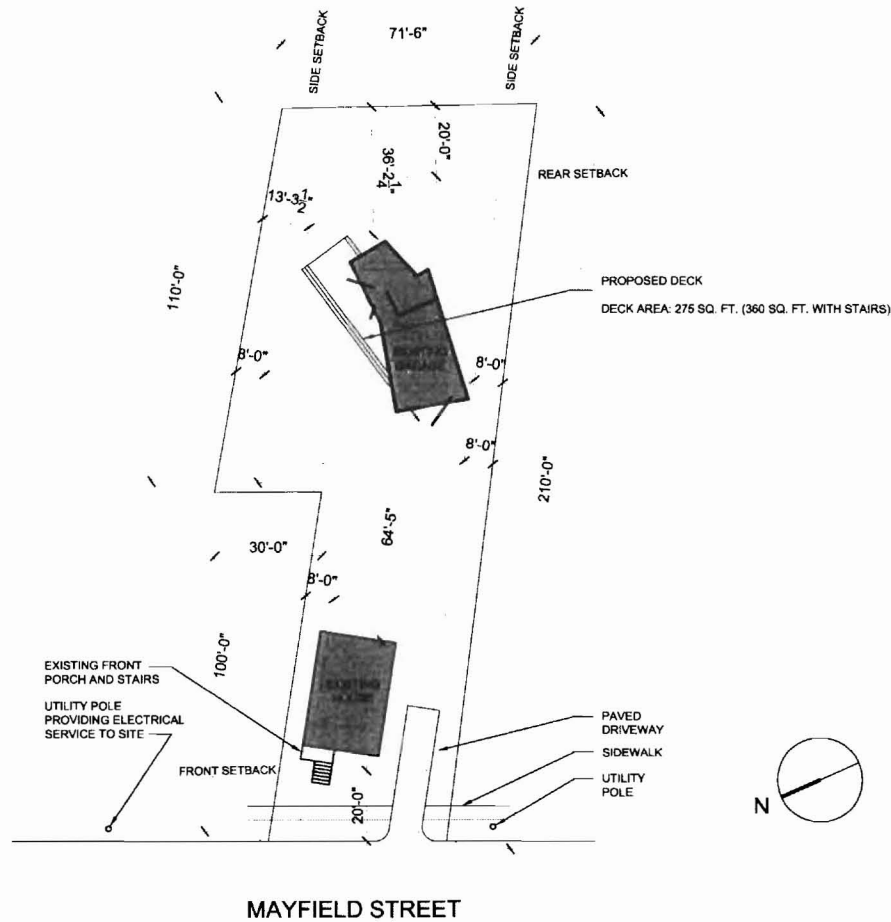 71'-6"
SIDE SETBACK
SIDE SETBACK
20'-0"
36'-2 1/4
REAR SETBACK
13'-3 1/2"
110'-0"
PROPOSED DECK
DECK AREA: 275 SQ. FT. (360 SQ. FT. WITH STAIRS)
8'-0"
8'-0"
8'-0"
210'-0"
64'-5"
30'-0"
8'-0"
100'-0"
EXISTING FRONT
PORCH AND STAIRS
UTILITY POLE
PROVIDING ELECTRICAL
SERVICE TO SITE
FRONT SETBACK
20'-0"
PAVED
DRIVEWAY
SIDEWALK
UTILITY
POLE
N
MAYFIELD STREET